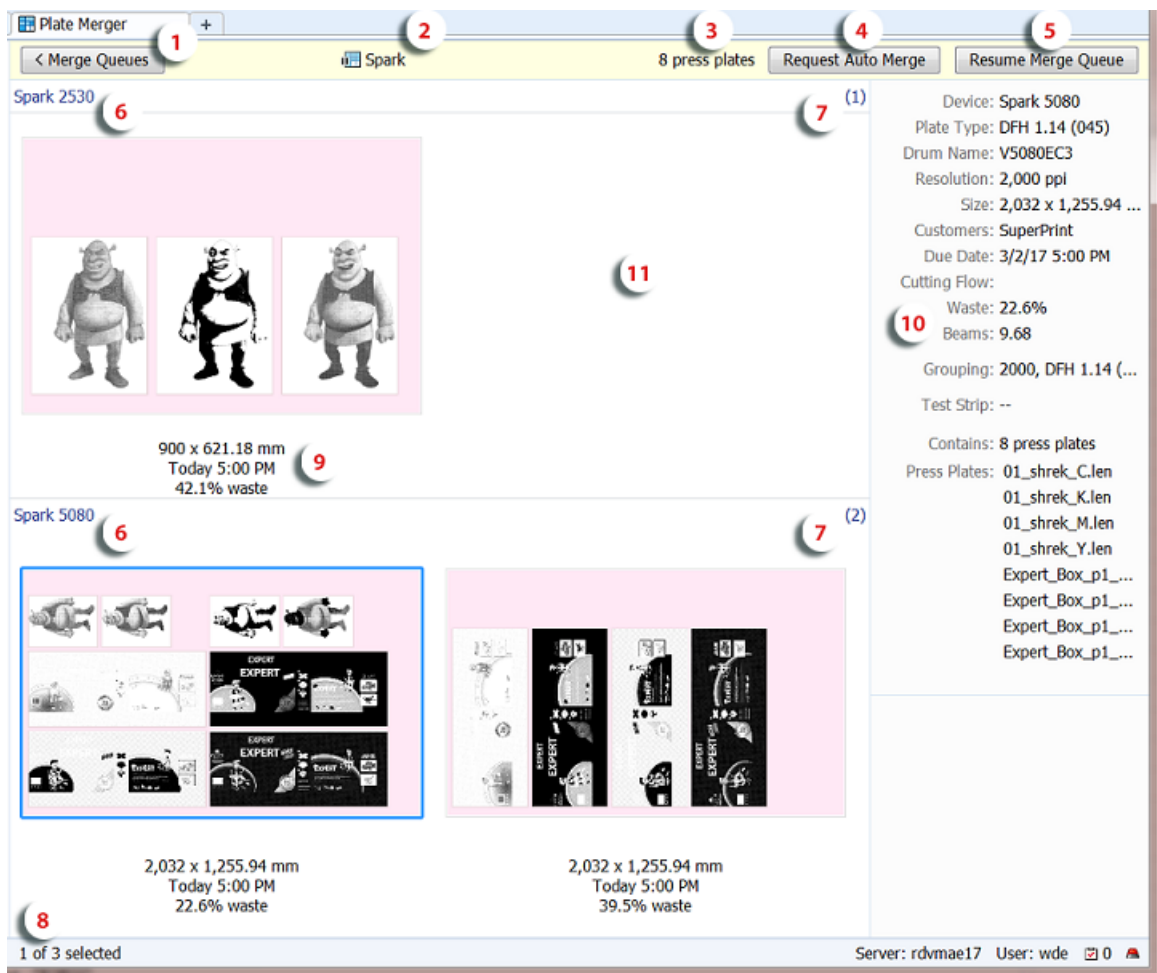 Plate Merger +
1 2 3 4 5
< Merge Queues Spark 8 press plates Request Auto Merge Resume Merge Queue
Spark 2530 6 7 (1)
11
900 x 621.18 mm
Today 5:00 PM 9
42.1% waste
Spark 5080 6 7 (2)
EXPERT
EXPERT
EXPERT
EXPERT
EXPERT
EXPERT
EXPERT
EXPERT
2,032 x 1,255.94 mm
Today 5:00 PM
22.6% waste
2,032 x 1,255.94 mm
Today 5:00 PM
39.5% waste
Device: Spark 5080
Plate Type: DFH 1.14 (045)
Drum Name: V5080EC3
Resolution: 2,000 ppi
Size: 2,032 x 1,255.94 ...
Customers: SuperPrint
Due Date: 3/2/17 5:00 PM
Cutting Flow:
Waste: 22.6%
10
Beams: 9.68
Grouping: 2000, DFH 1.14 (...
Test Strip: --
Contains: 8 press plates
Press Plates: 01_shrek_C.len
01_shrek_K.len
01_shrek_M.len
01_shrek_Y.len
Expert_Box_p1_...
Expert_Box_p1_...
Expert_Box_p1_...
Expert_Box_p1_...
8
1 of 3 selected Server: rdvmae17 User: wde 0